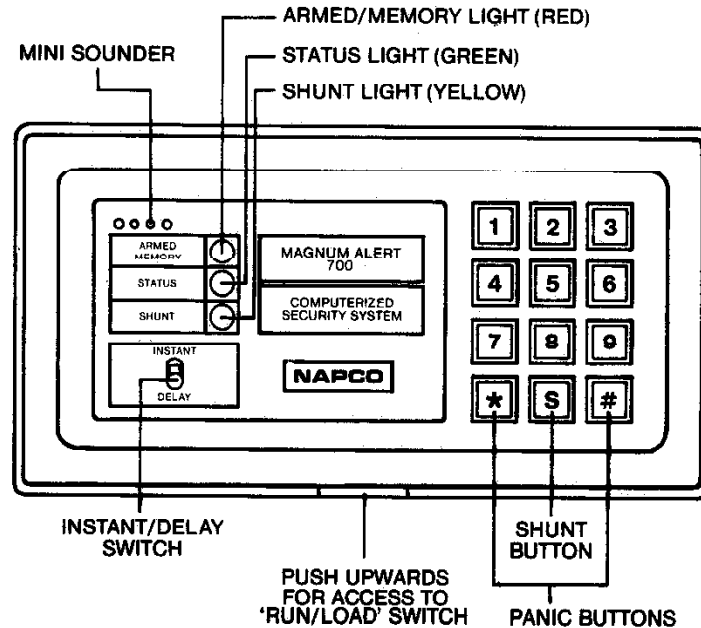 ARMED/MEMORY LIGHT (RED)
MINI SOUNDER
STATUS LIGHT (GREEN)
SHUNT LIGHT (YELLOW)
ARMED
MEMORY
STATUS
SHUNT
MAGNUM ALERT
700
COMPUTERIZED
SECURITY SYSTEM
INSTANT
DELAY
NAPCO
1 2 3
4 5 6
7 8 9
* S #
INSTANT/DELAY
SWITCH
PUSH UPWARDS
FOR ACCESS TO
'RUN/LOAD' SWITCH
SHUNT
BUTTON
PANIC BUTTONS